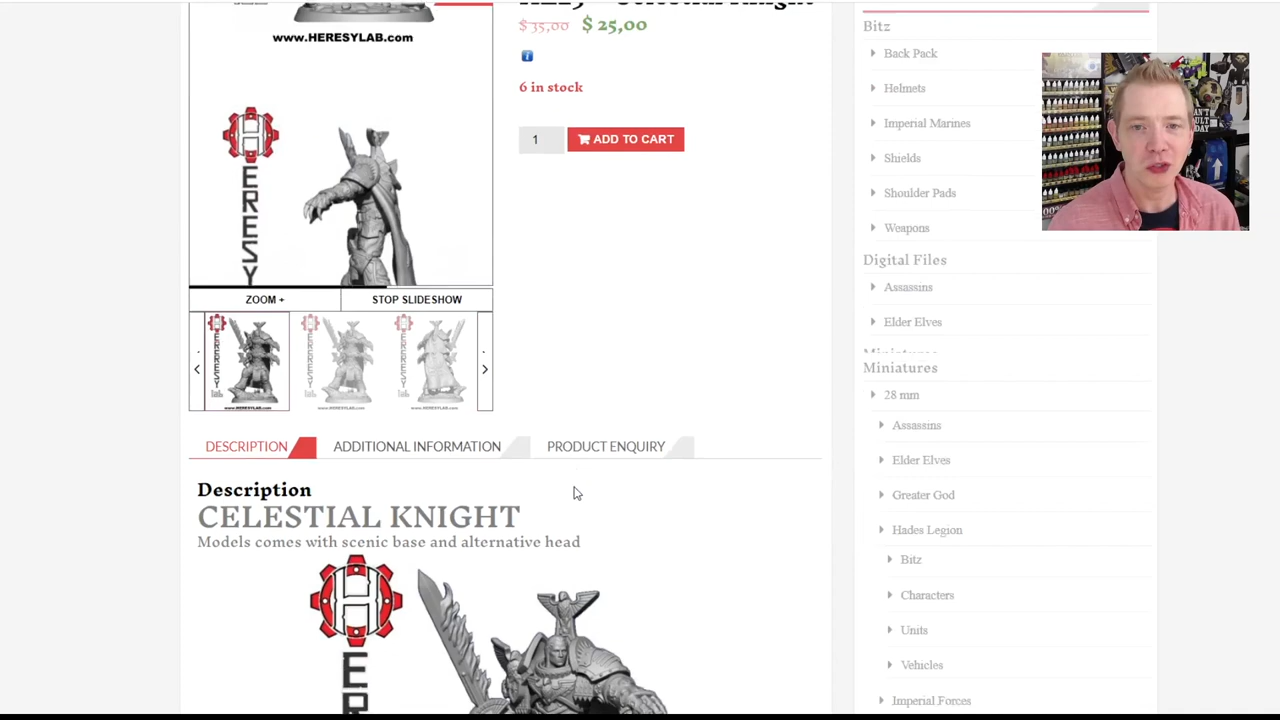 www.HERESYLAB.com
Celestial Knight
$ 35,00 $ 25,00
6 in stock
1
ADD TO CART
ERESY
ZOOM +
STOP SLIDESHOW
DESCRIPTION
ADDITIONAL INFORMATION
PRODUCT ENQUIRY
Description
CELESTIAL KNIGHT
Models comes with scenic base and alternative head
Bitz
Back Pack
Helmets
Imperial Marines
Shields
Shoulder Pads
Weapons
Digital Files
Assassins
Elder Elves
Miniatures
28 mm
Assassins
Elder Elves
Greater God
Hades Legion
Bitz
Characters
Units
Vehicles
Imperial Forces